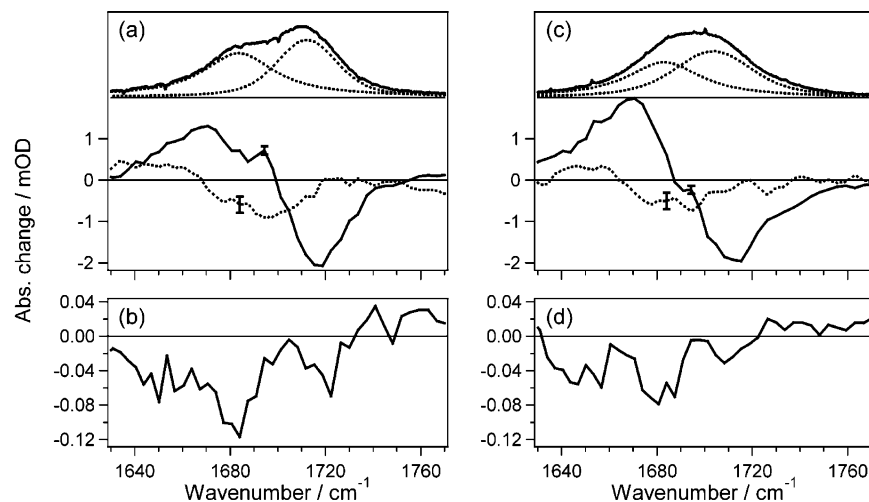 (a)
(c)
Abs. change / mOD
1
0
-1
-2
1
0
-1
-2
(b)
(d)
0.04
0.00
-0.04
-0.08
-0.12
0.04
0.00
-0.04
-0.08
-0.12
1640 1680 1720 1760
1640 1680 1720 1760
Wavenumber / cm⁻¹
Wavenumber / cm⁻¹